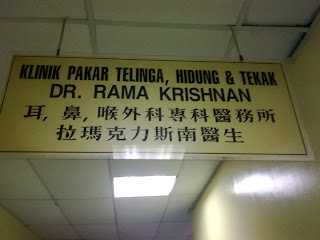 KLINIK PAKAR TELINGA, HIDUNG & TEKAK
DR. RAMA KRISHNAN
耳, 鼻, 喉外科專科醫務所
拉瑪克力斯南醫生